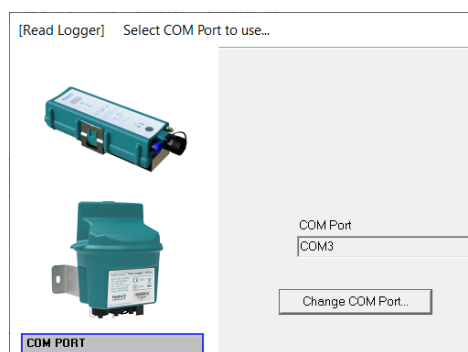 [Read Logger] Select COM Port to use...
COM Port
COM3
Change COM Port...
COM PORT